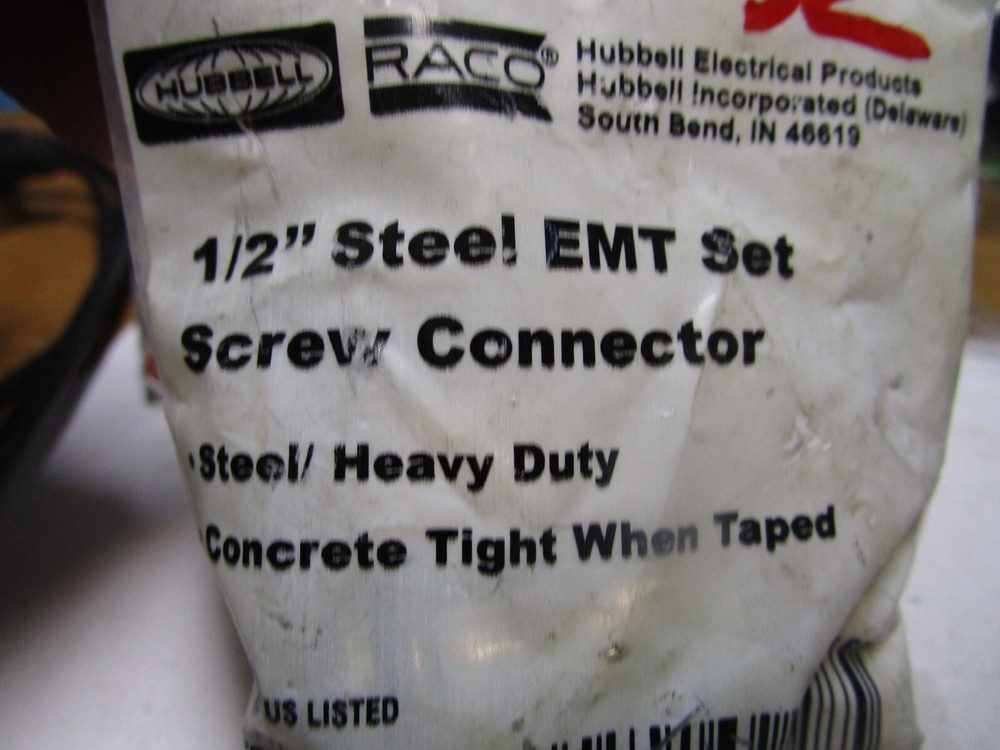 HUBBELL
RACO®
Hubbell Electrical Products
Hubbell Incorporated (Delaware)
South Bend, IN 46619
1/2” Steel EMT Set
Screw Connector
·Steel/ Heavy Duty
·Concrete Tight When Taped
US LISTED